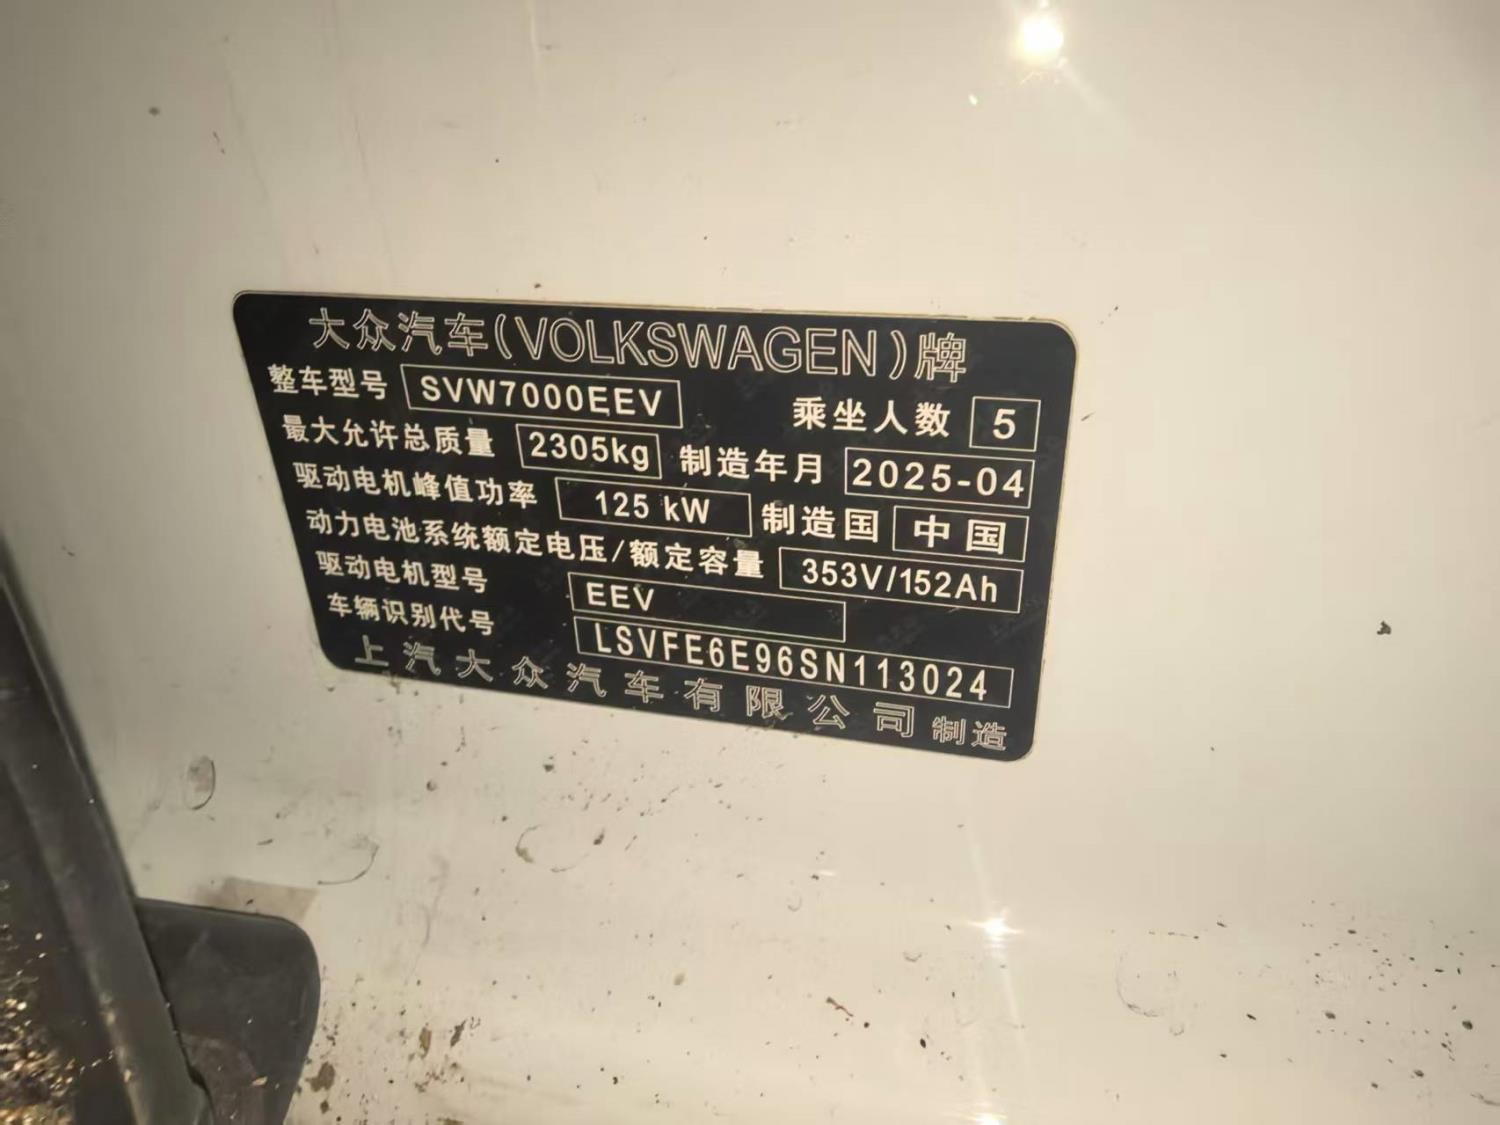 大众汽车(VOLKSWAGEN)牌
整车型号 SVW7000EEV 乘坐人数 5
最大允许总质量 2305kg 制造年月 2025-04
驱动电机峰值功率 125 kW 制造国 中国
动力电池系统额定电压/额定容量 353V/152Ah
驱动电机型号 EEV
车辆识别代号 LSVFE6E96SN113024
上汽大众汽车有限公司制造